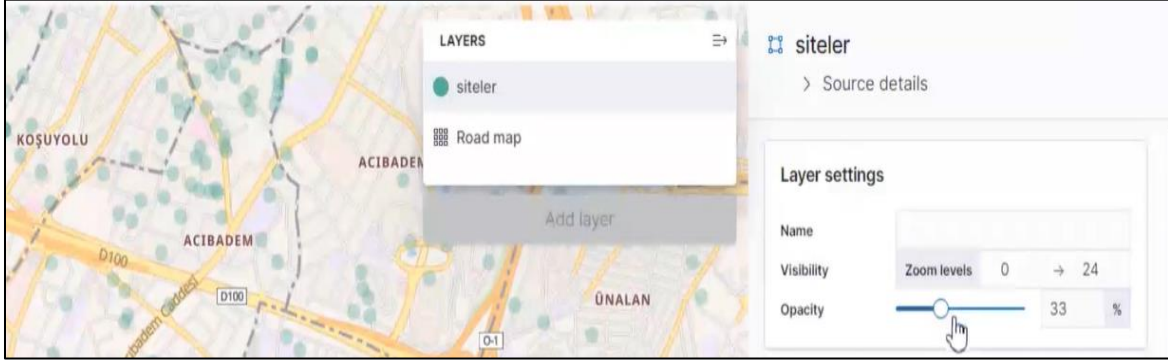 KOŞUYOLU
ACIBADEM
D100
D100
ÜNALAN
O-1
LAYERS
siteler
Road map
Add layer
siteler
Source details
Layer settings
Name
Visibility
Zoom levels 0 → 24
Opacity
33 %